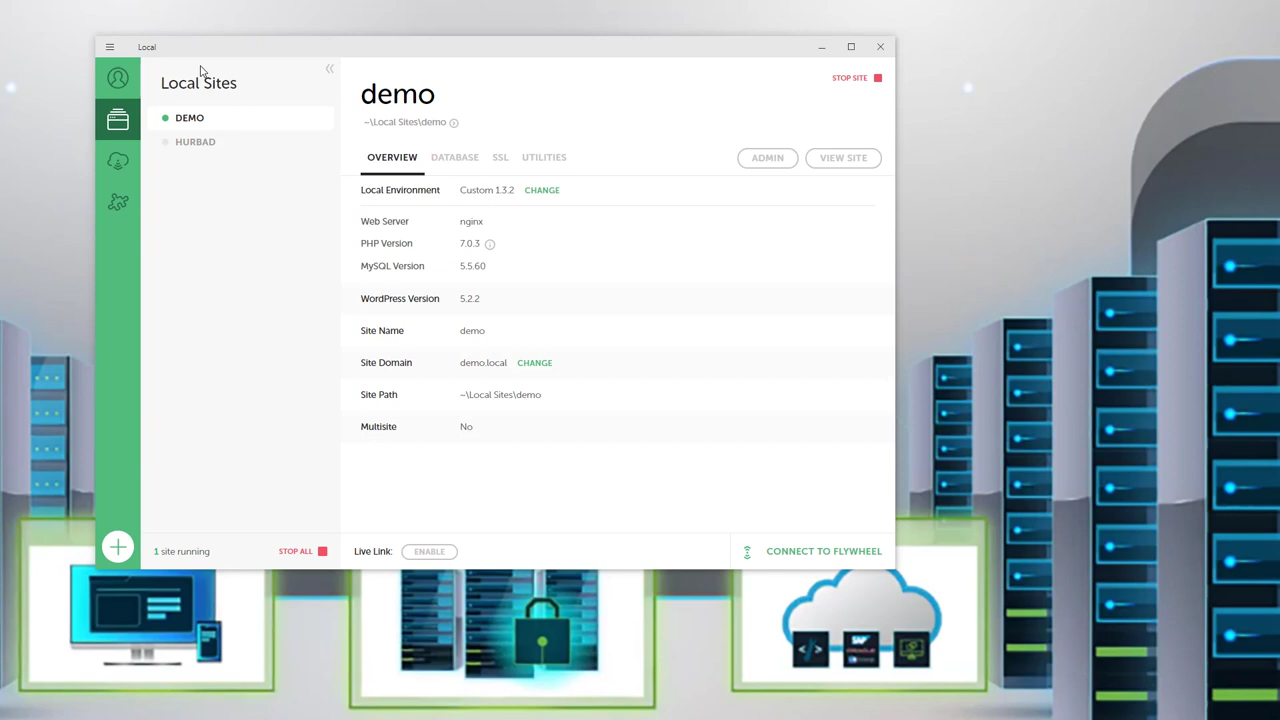 Local
Local Sites
DEMO
HURBAD
1 site running
STOP ALL
demo
~\Local Sites\demo
STOP SITE
OVERVIEW DATABASE SSL UTILITIES
ADMIN VIEW SITE
Local Environment Custom 1.3.2 CHANGE
Web Server nginx
PHP Version 7.0.3
MySQL Version 5.5.60
WordPress Version 5.2.2
Site Name demo
Site Domain demo.local CHANGE
Site Path ~\Local Sites\demo
Multisite No
Live Link: ENABLE
CONNECT TO FLYWHEEL
SAP